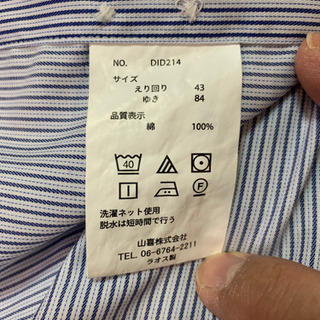 NO. DID214
サイズ
えり回り 43
ゆき 84
品質表示
綿 100%
40
洗濯ネット使用
脱水は短時間で行う
山喜株式会社
TEL. 06-6764-2211
ラオス製